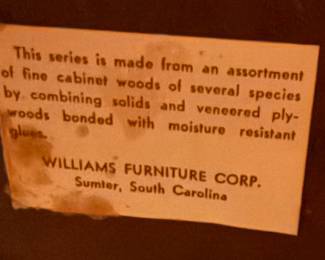 This series is made from an assortment
of fine cabinet woods of several species
by combining solids and veneered ply-
woods bonded with moisture resistant
glues.
WILLIAMS FURNITURE CORP.
Sumter, South Carolina